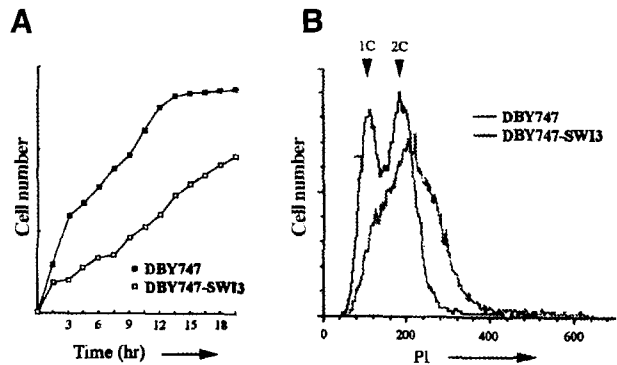 A
Cell number
DBY747
DBY747-SWI3
3 6 9 12 15 18
Time (hr)
B
1C 2C
Cell number
DBY747
DBY747-SWI3
0 200 400 600
PI